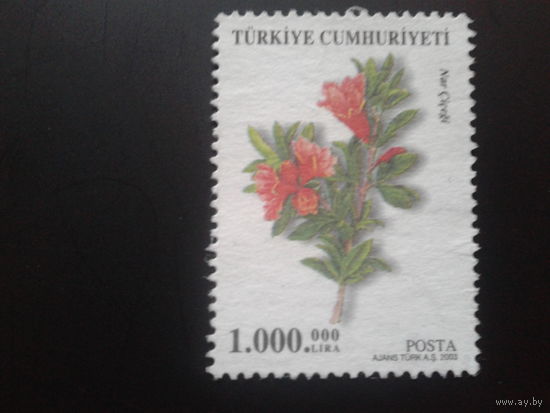 TÜRKİYE CUMHURİYETİ
Nar Çiçeği
1.000.000
LİRA
POSTA
AJANS TÜRK A.Ş. 2003
www.ay.by